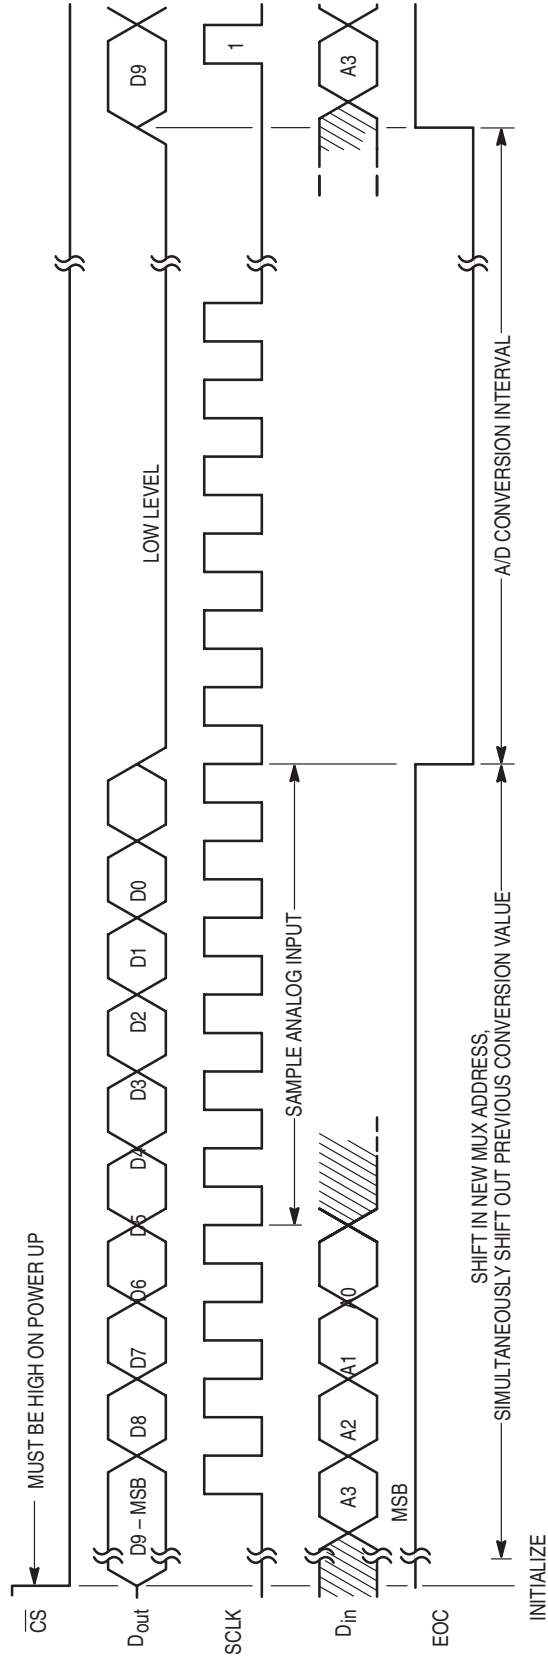 CS MUST BE HIGH ON POWER UP
Dout D9 – MSB D8 D7 D6 D5 D4 D3 D2 D1 D0 LOW LEVEL D9
SCLK 1
SAMPLE ANALOG INPUT
Din A3 A2 A1 A0 A3
MSB
EOC
SHIFT IN NEW MUX ADDRESS,
SIMULTANEOUSLY SHIFT OUT PREVIOUS CONVERSION VALUE
A/D CONVERSION INTERVAL
INITIALIZE